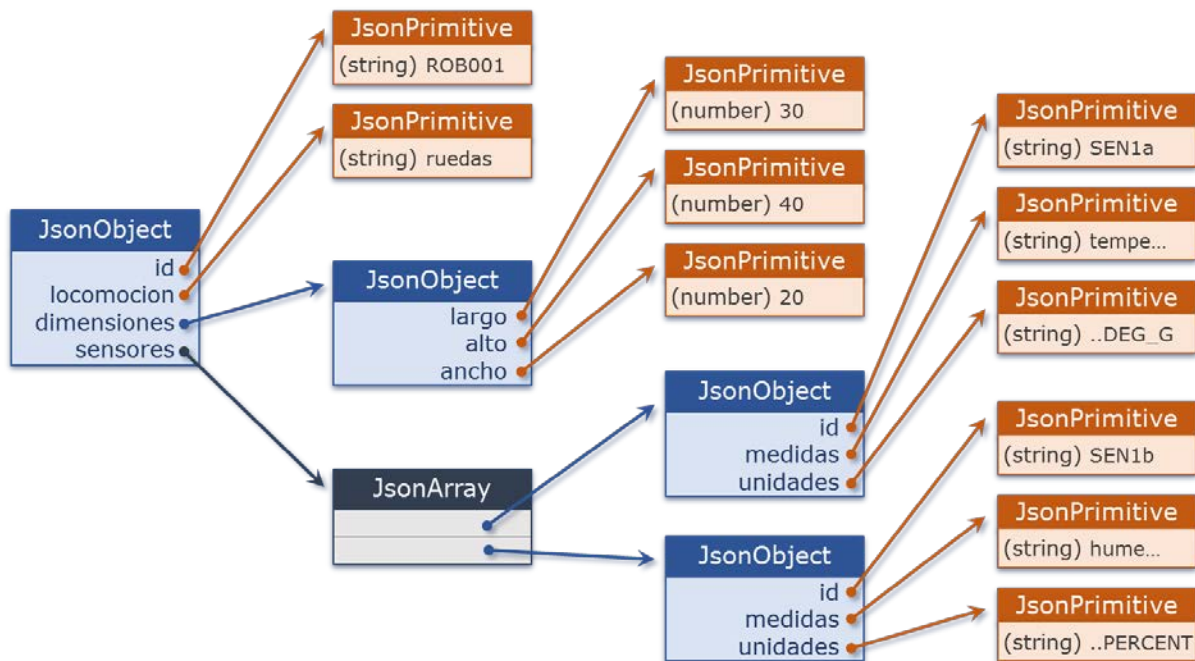 JsonPrimitive
(string) ROB001
JsonPrimitive
(string) ruedas
JsonObject
id
locomocion
dimensiones
sensores
JsonObject
largo
alto
ancho
JsonPrimitive
(number) 30
JsonPrimitive
(number) 40
JsonPrimitive
(number) 20
JsonArray
JsonObject
id
medidas
unidades
JsonPrimitive
(string) SEN1a
JsonPrimitive
(string) tempe...
JsonPrimitive
(string) ..DEG_G
JsonObject
id
medidas
unidades
JsonPrimitive
(string) SEN1b
JsonPrimitive
(string) hume...
JsonPrimitive
(string) ..PERCENT